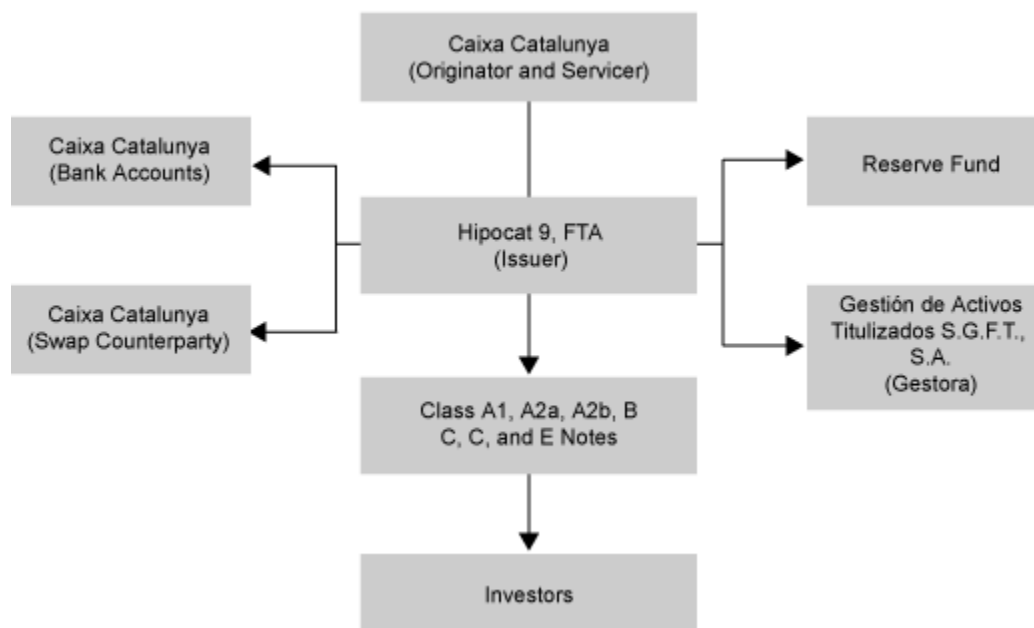 Caixa Catalunya
(Originator and Servicer)
Caixa Catalunya
(Bank Accounts)
Reserve Fund
Hipocat 9, FTA
(Issuer)
Caixa Catalunya
(Swap Counterparty)
Gestión de Activos
Titulizados S.G.F.T.,
S.A.
(Gestora)
Class A1, A2a, A2b, B
C, C, and E Notes
Investors